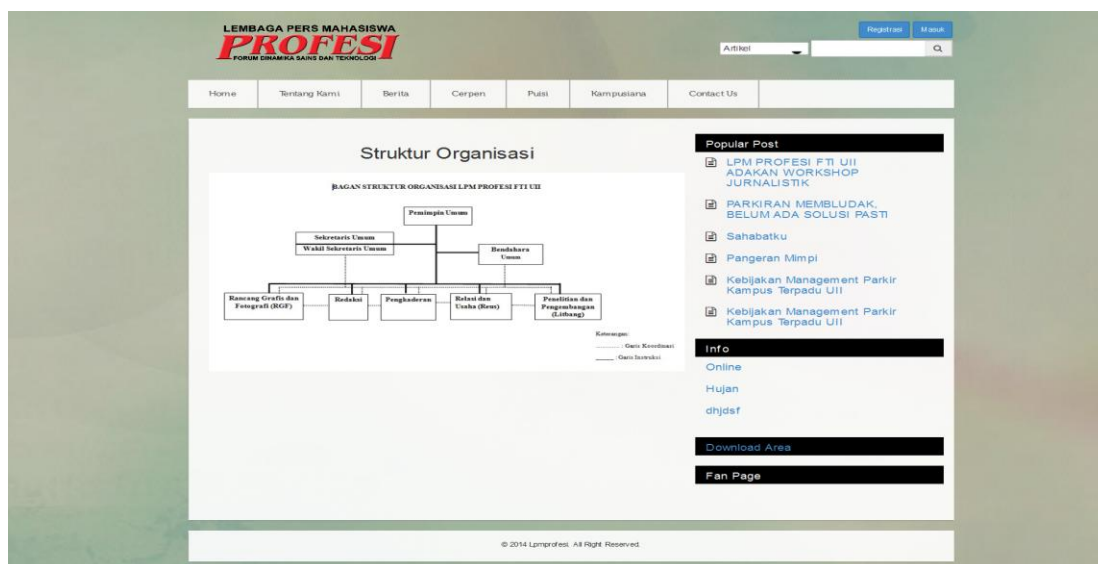 LEMBAGA PERS MAHASISWA
PROFESI
FORUM DINAMIKA SAINS DAN TEKNOLOGI
Registrasi Masuk
Artikel
Home Tentang Kami Berita Cerpen Puisi Kampusiana Contact Us
Struktur Organisasi
BAGAN STRUKTUR ORGANISASI LPM PROFESI FTI UII
Pemimpin Umum
Sekretaris Umum
Wakil Sekretaris Umum
Bendahara
Umum
Rancang Grafis dan
Fotografi (RGF)
Redaksi
Pengkaderan
Relasi dan
Usaha (Reus)
Penelitian dan
Pengembangan
(Litbang)
Keterangan:
............ : Garis Koordinasi
_____ : Garis Instruksi
Popular Post
LPM PROFESI FTI UII
ADAKAN WORKSHOP
JURNALISTIK
PARKIRAN MEMBLUDAK,
BELUM ADA SOLUSI PASTI
Sahabatku
Pangeran Mimpi
Kebijakan Management Parkir
Kampus Terpadu UII
Kebijakan Management Parkir
Kampus Terpadu UII
Info
Online
Hujan
dhjdsf
Download Area
Fan Page
© 2014 Lpmprofesi. All Right Reserved.